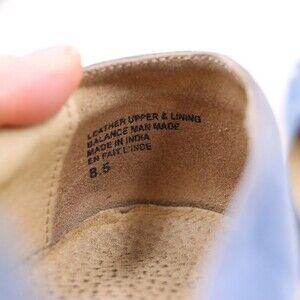 LEATHER UPPER & LINING
BALANCE MAN MADE
MADE IN INDIA
EN FAIT L'INDE
8.5